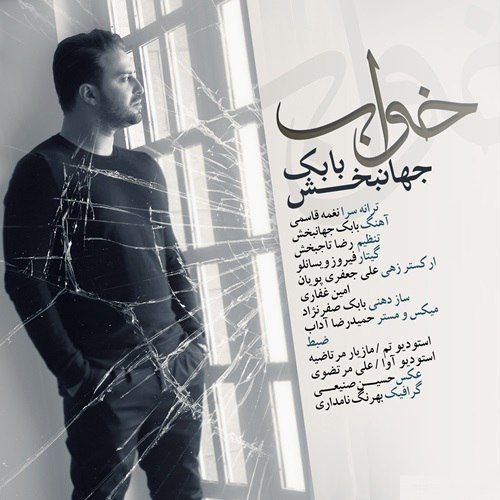 خواب
بابک
جهانبخش
ترانه سرا نغمه قاسمی
آهنگ بابک جهانبخش
تنظیم رضا تاجبخش
گیتار فیروز ویسانلو
ارکستر زهی علی جعفری پویان
امین غفاری
ساز دهنی بابک صفرنژاد
میکس و مستر حمیدرضا آداب
ضبط
استودیو تم / مازیار مرتاضیه
استودیو آوا / علی مرتضوی
عکس حسین صنیعی
گرافیک بهرنگ نامداری